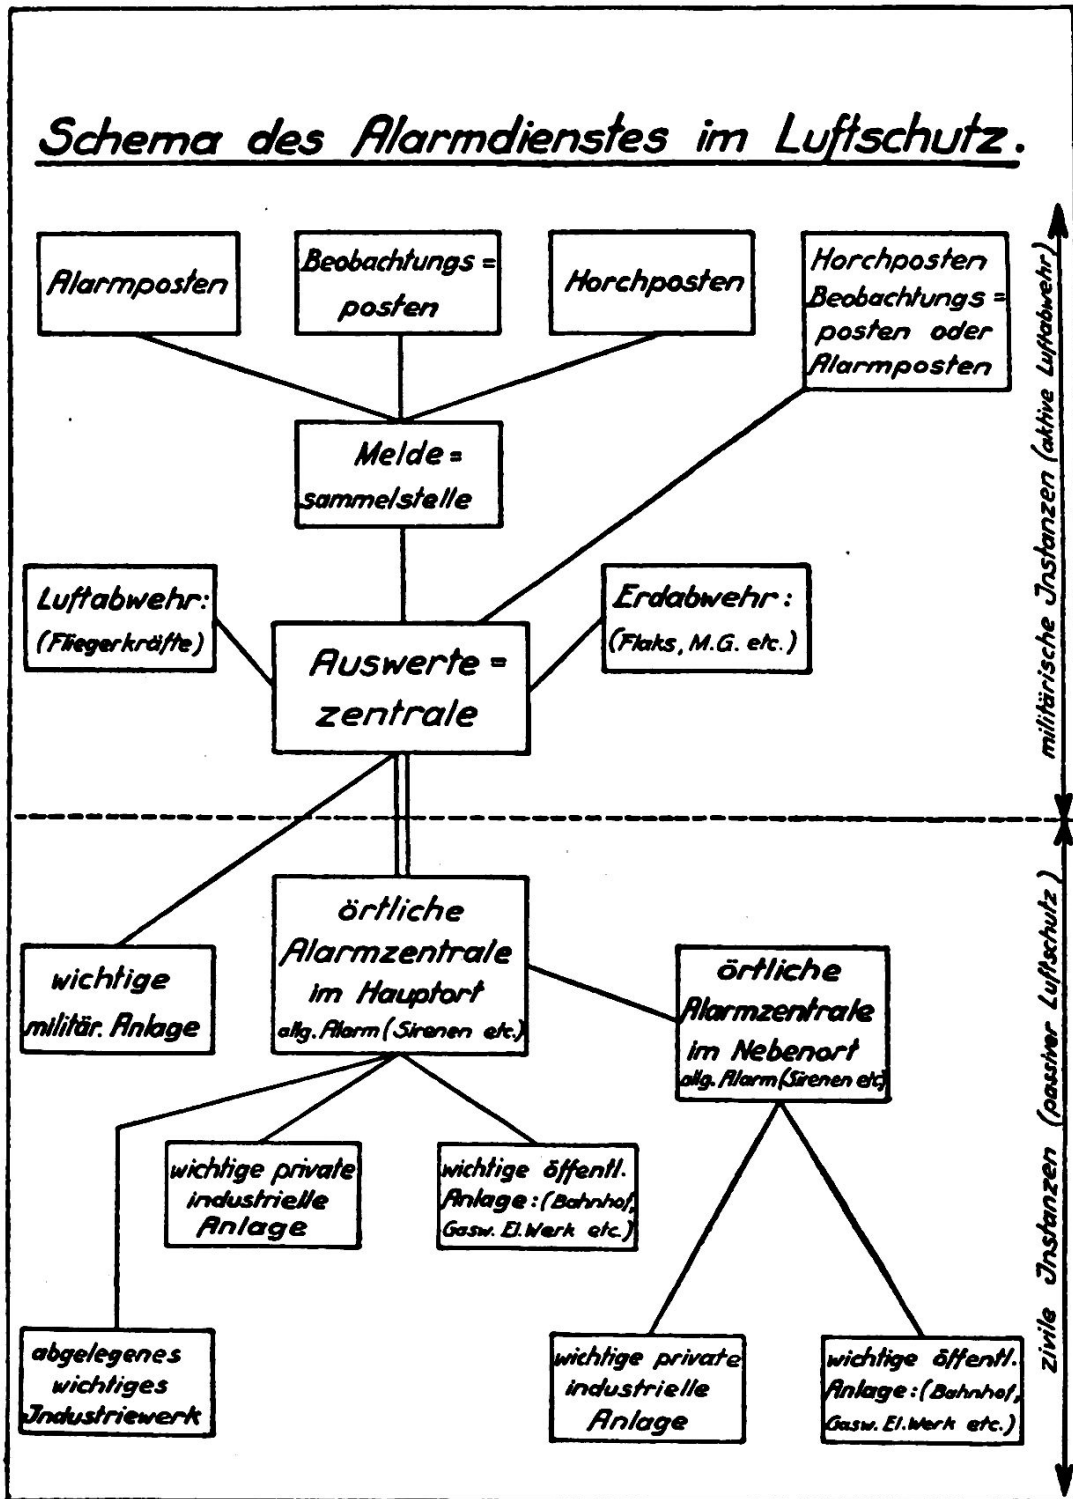 Schema des Alarmdienstes im Luftschutz.
Alarmposten
Beobachtungs=
posten
Horchposten
Horchposten
Beobachtungs=
posten oder
Alarmposten
Melde=
sammelstelle
Luftabwehr:
(Fliegerkräfte)
Erdabwehr:
(Flaks, M.G. etc.)
Auswerte=
zentrale
militärische Instanzen (aktive Luftabwehr)
örtliche
Alarmzentrale
im Hauptort
allg. Alarm (Sirenen etc.)
wichtige
militär. Anlage
örtliche
Alarmzentrale
im Nebenort
allg. Alarm (Sirenen etc)
wichtige private
industrielle
Anlage
wichtige öffentl.
Anlage: (Bahnhof,
Gasw. El. Werk etc.)
abgelegenes
wichtiges
Industriewerk
wichtige private
industrielle
Anlage
wichtige öffentl.
Anlage: (Bahnhof,
Gasw. El. Werk etc.)
zivile Instanzen (passiver Luftschutz)